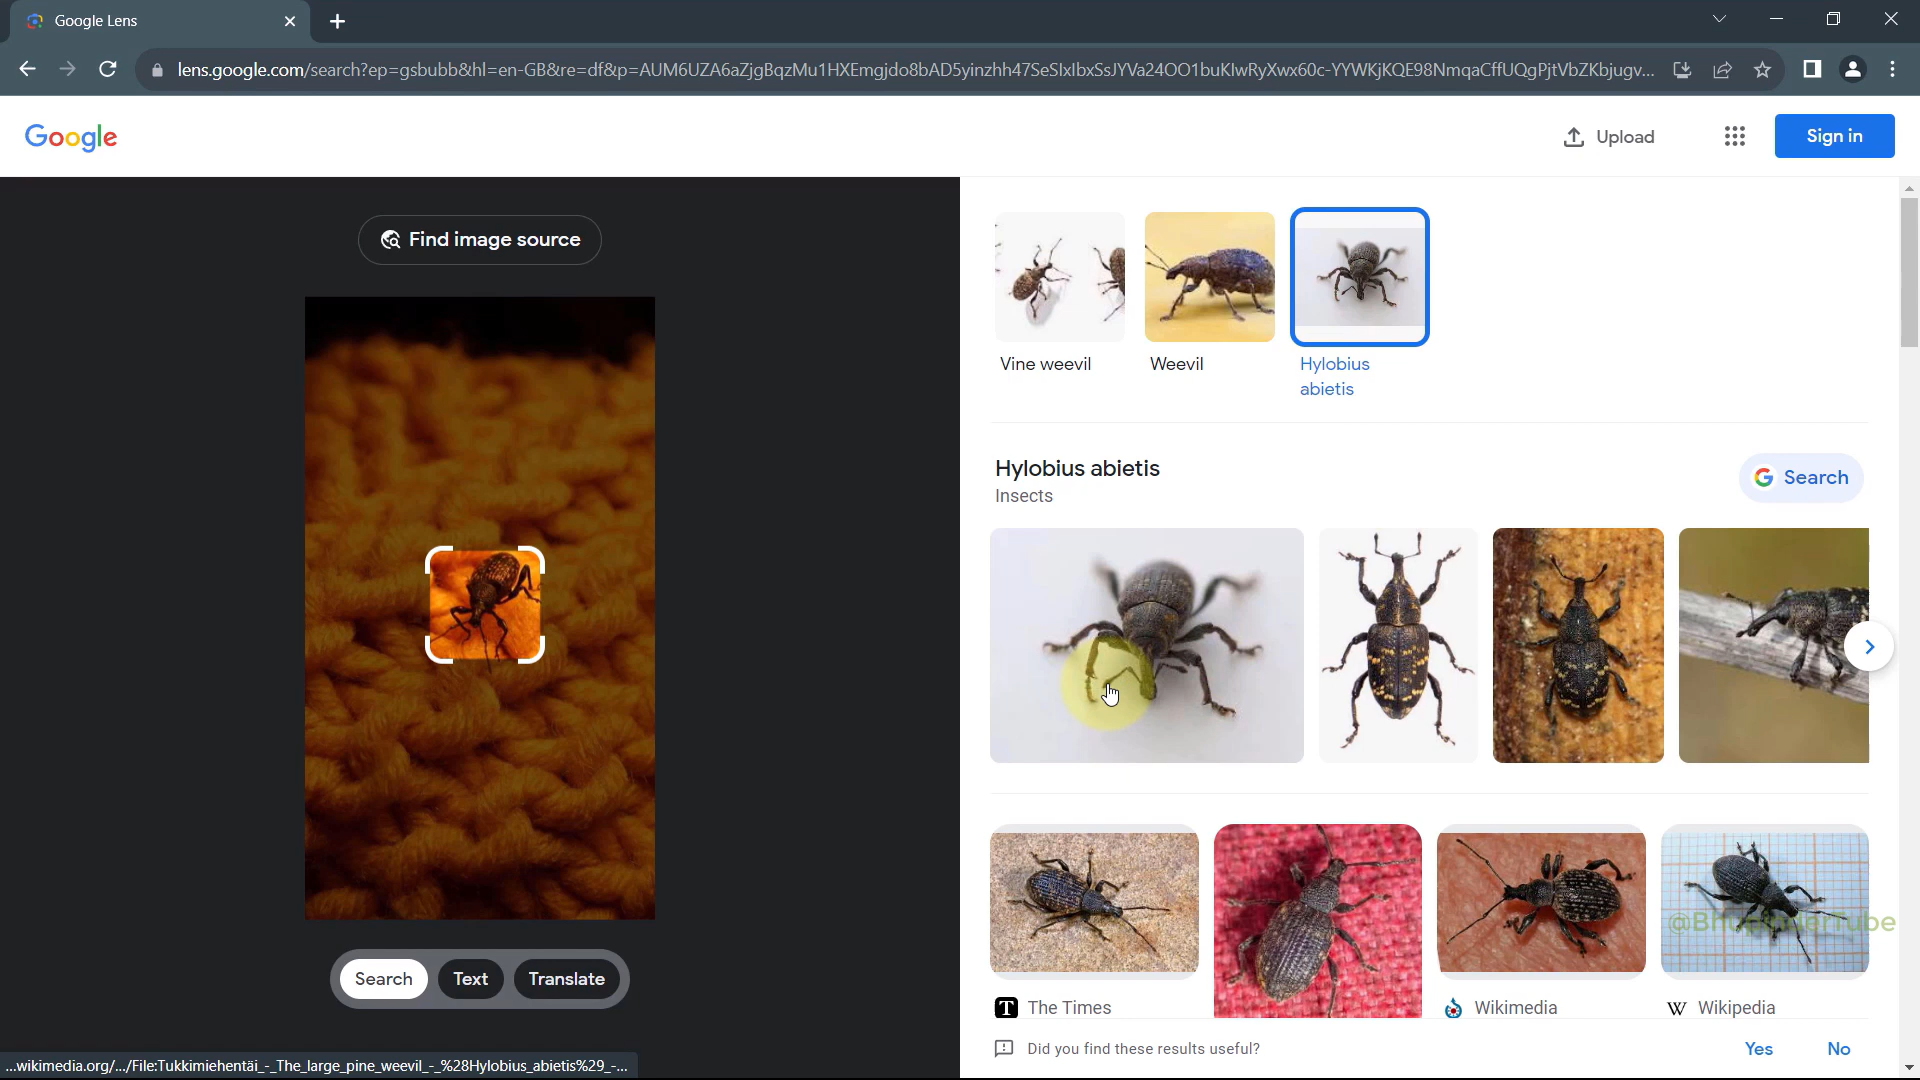 Google Lens
lens.google.com/search?ep=gsbubb&hl=en-GB&re=df&p=AUM6UZA6aZjgBqzMu1HXEmgjdo8bAD5yinzhh47SeSIxIbxSsJYVa24OO1buKlwRyXwx60c-YYWKjKQE98NmqaCffUQgPjtVbZKbjugv...
Google
Upload
Sign in
Find image source
Vine weevil
Weevil
Hylobius
abietis
Hylobius abietis
Insects
Search
The Times
Wikimedia
Wikipedia
@BhupinderTube
Search
Text
Translate
Did you find these results useful?
Yes
No
...wikimedia.org/.../File:Tukkimiehentäi_-_The_large_pine_weevil_-_%28Hylobius_abietis%29_-...